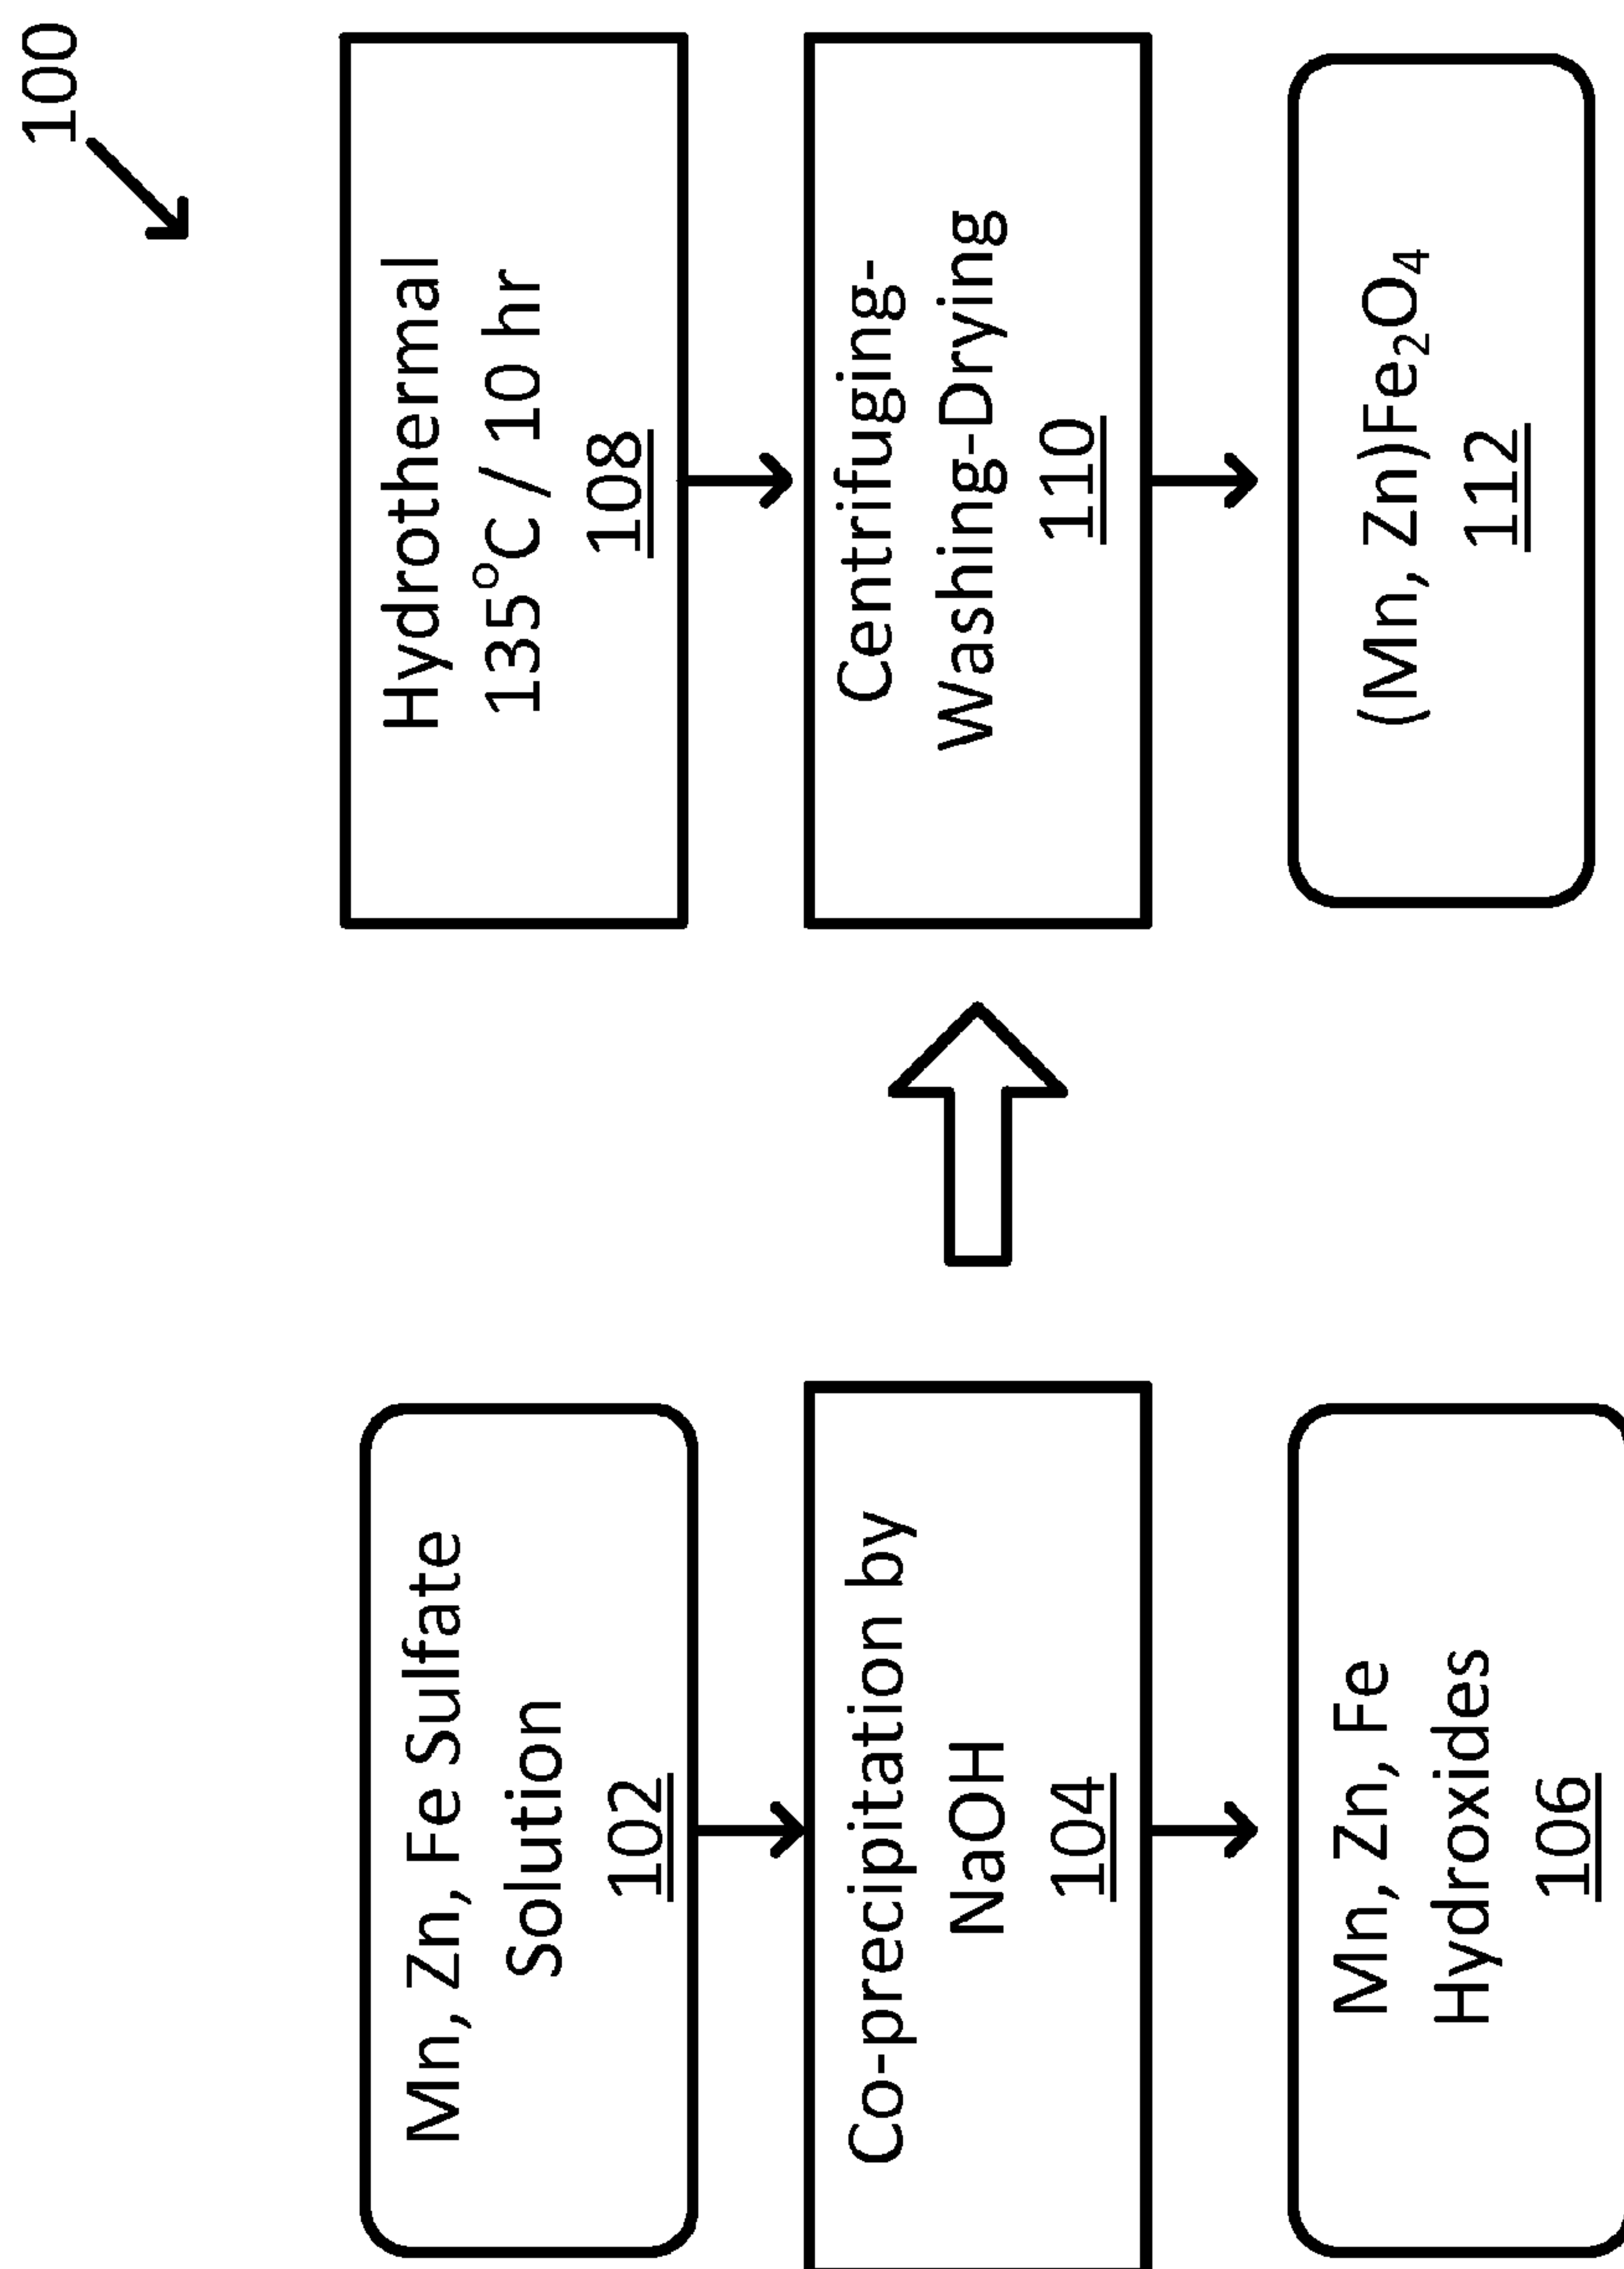 100
Mn, Zn, Fe Sulfate
Solution
102
Co-precipitation by
NaOH
104
Mn, Zn, Fe
Hydroxides
106
Hydrothermal
135°C / 10 hr
108
Centrifuging-
Washing-Drying
110
(Mn, Zn)Fe₂O₄
112